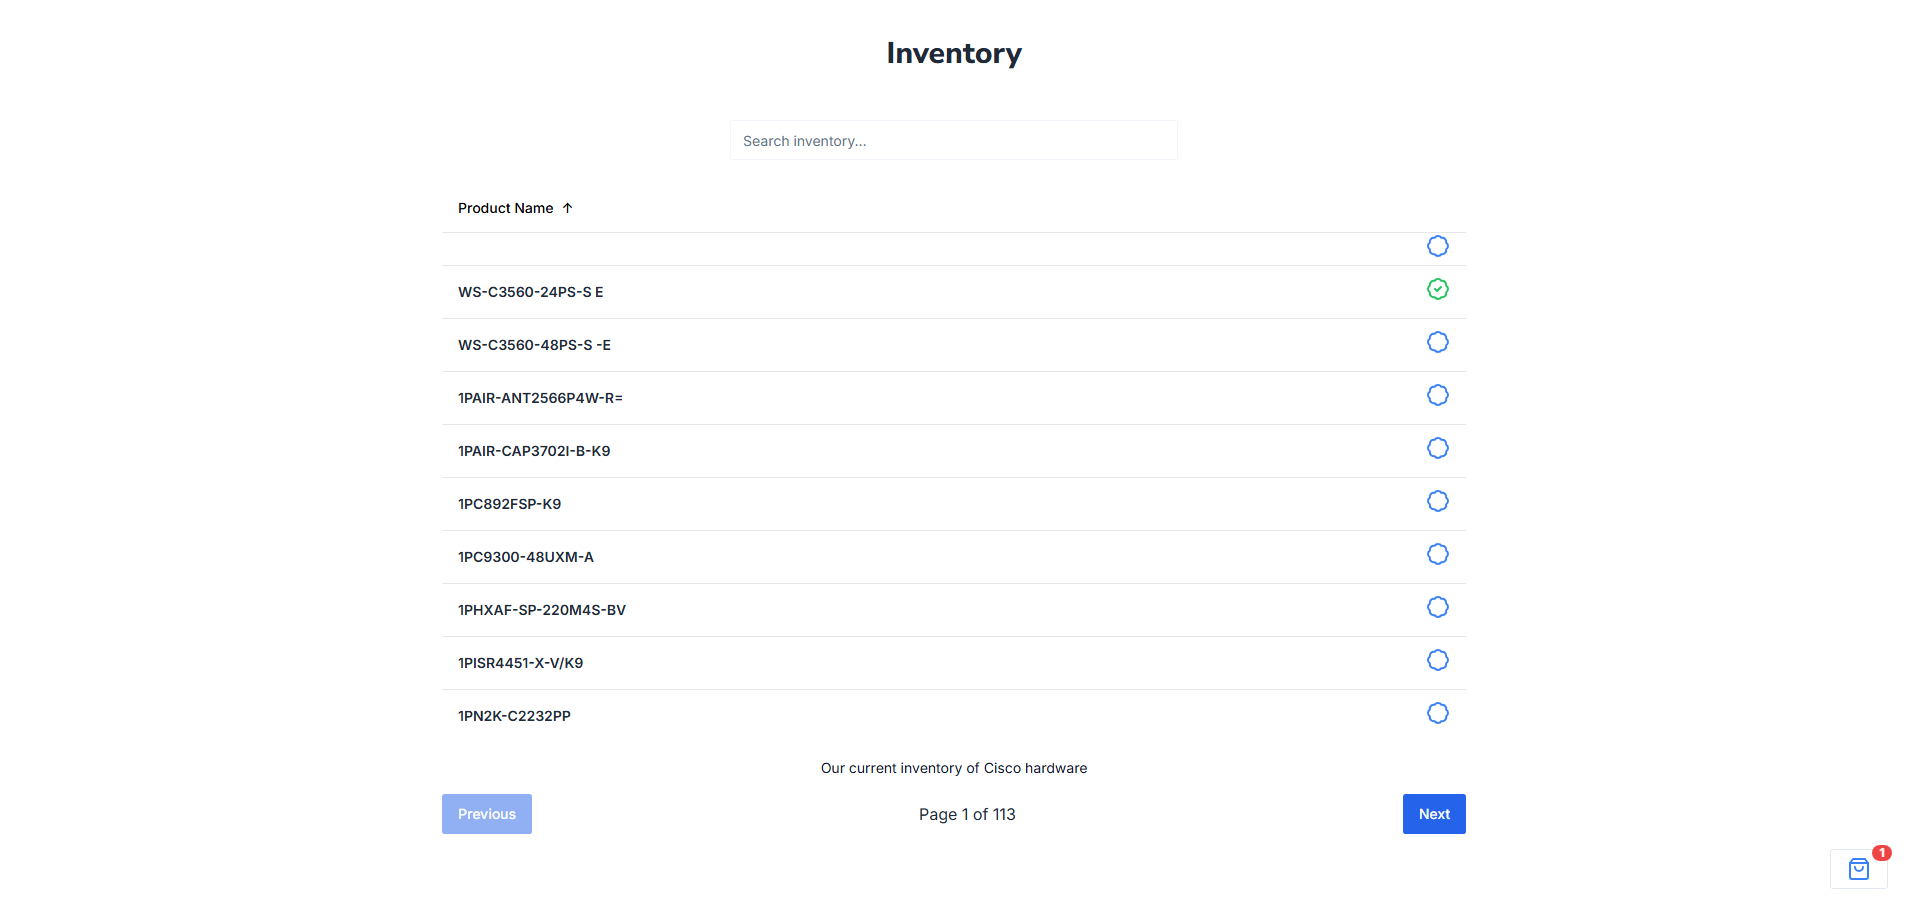 Inventory
Search inventory...
Product Name ↑
WS-C3560-24PS-S E
WS-C3560-48PS-S -E
1PAIR-ANT2566P4W-R=
1PAIR-CAP3702I-B-K9
1PC892FSP-K9
1PC9300-48UXM-A
1PHXAF-SP-220M4S-BV
1PISR4451-X-V/K9
1PN2K-C2232PP
Our current inventory of Cisco hardware
Previous
Page 1 of 113
Next
1